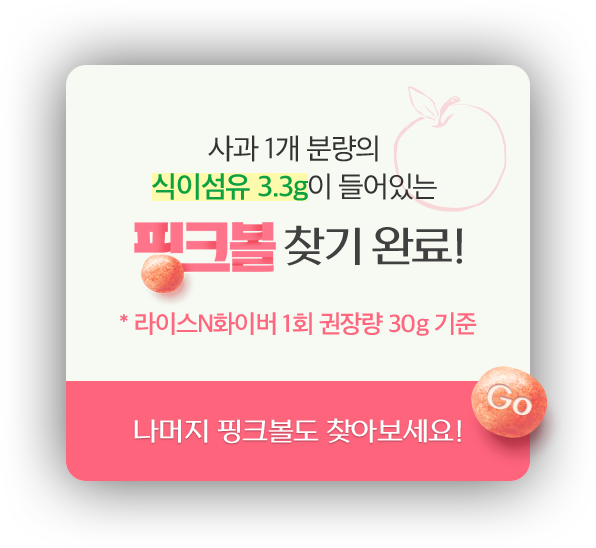 사과 1개 분량의
식이섬유 3.3g이 들어있는
핑크볼 찾기 완료!
* 라이스N화이버 1회 권장량 30g 기준
Go
나머지 핑크볼도 찾아보세요!